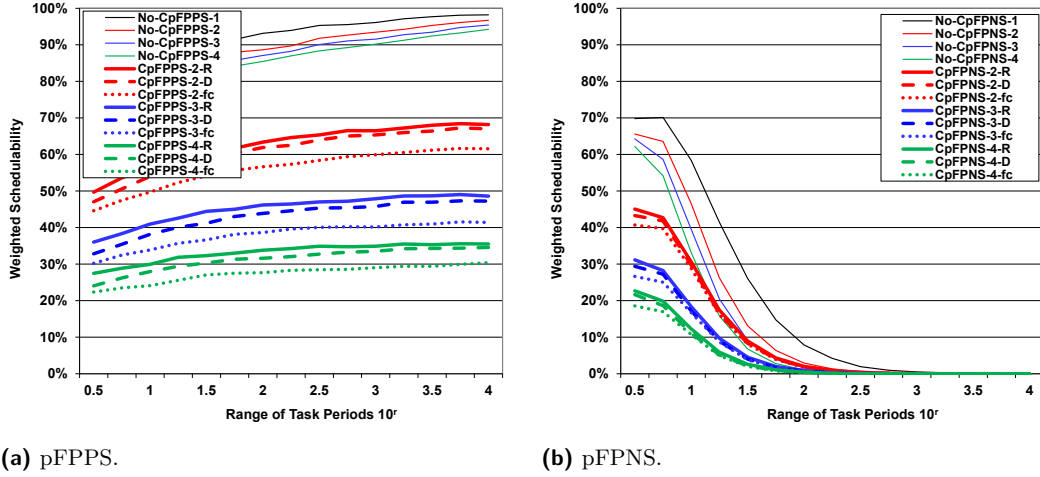 100%
90%
80%
70%
60%
50%
40%
30%
20%
10%
0%
Weighted Schedulability
No-CpFPPS-1
No-CpFPPS-2
No-CpFPPS-3
No-CpFPPS-4
CpFPPS-2-R
CpFPPS-2-D
CpFPPS-2-fc
CpFPPS-3-R
CpFPPS-3-D
CpFPPS-3-fc
CpFPPS-4-R
CpFPPS-4-D
CpFPPS-4-fc
0.5 1 1.5 2 2.5 3 3.5 4
Range of Task Periods 10^r
(a) pFPPS.
100%
90%
80%
70%
60%
50%
40%
30%
20%
10%
0%
Weighted Schedulability
No-CpFPNS-1
No-CpFPNS-2
No-CpFPNS-3
No-CpFPNS-4
CpFPNS-2-R
CpFPNS-2-D
CpFPNS-2-fc
CpFPNS-3-R
CpFPNS-3-D
CpFPNS-3-fc
CpFPNS-4-R
CpFPNS-4-D
CpFPNS-4-fc
0.5 1 1.5 2 2.5 3 3.5 4
Range of Task Periods 10^r
(b) pFPNS.